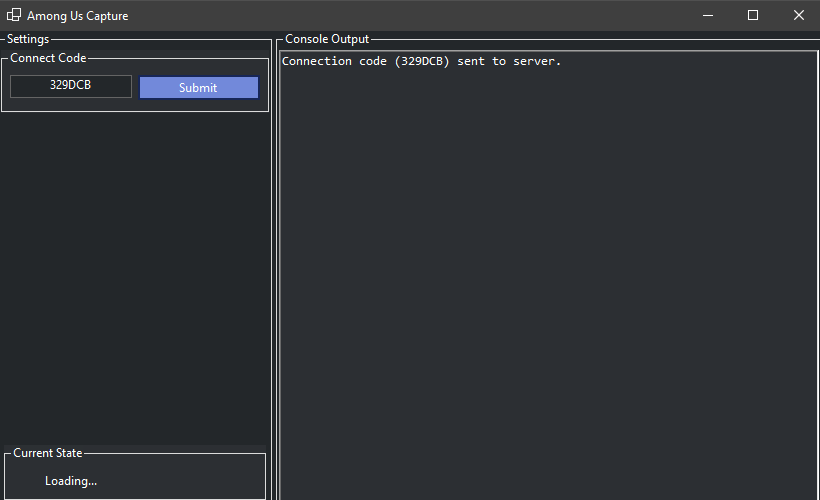 Among Us Capture
Settings
Connect Code
329DCB
Submit
Current State
Loading...
Console Output
Connection code (329DCB) sent to server.